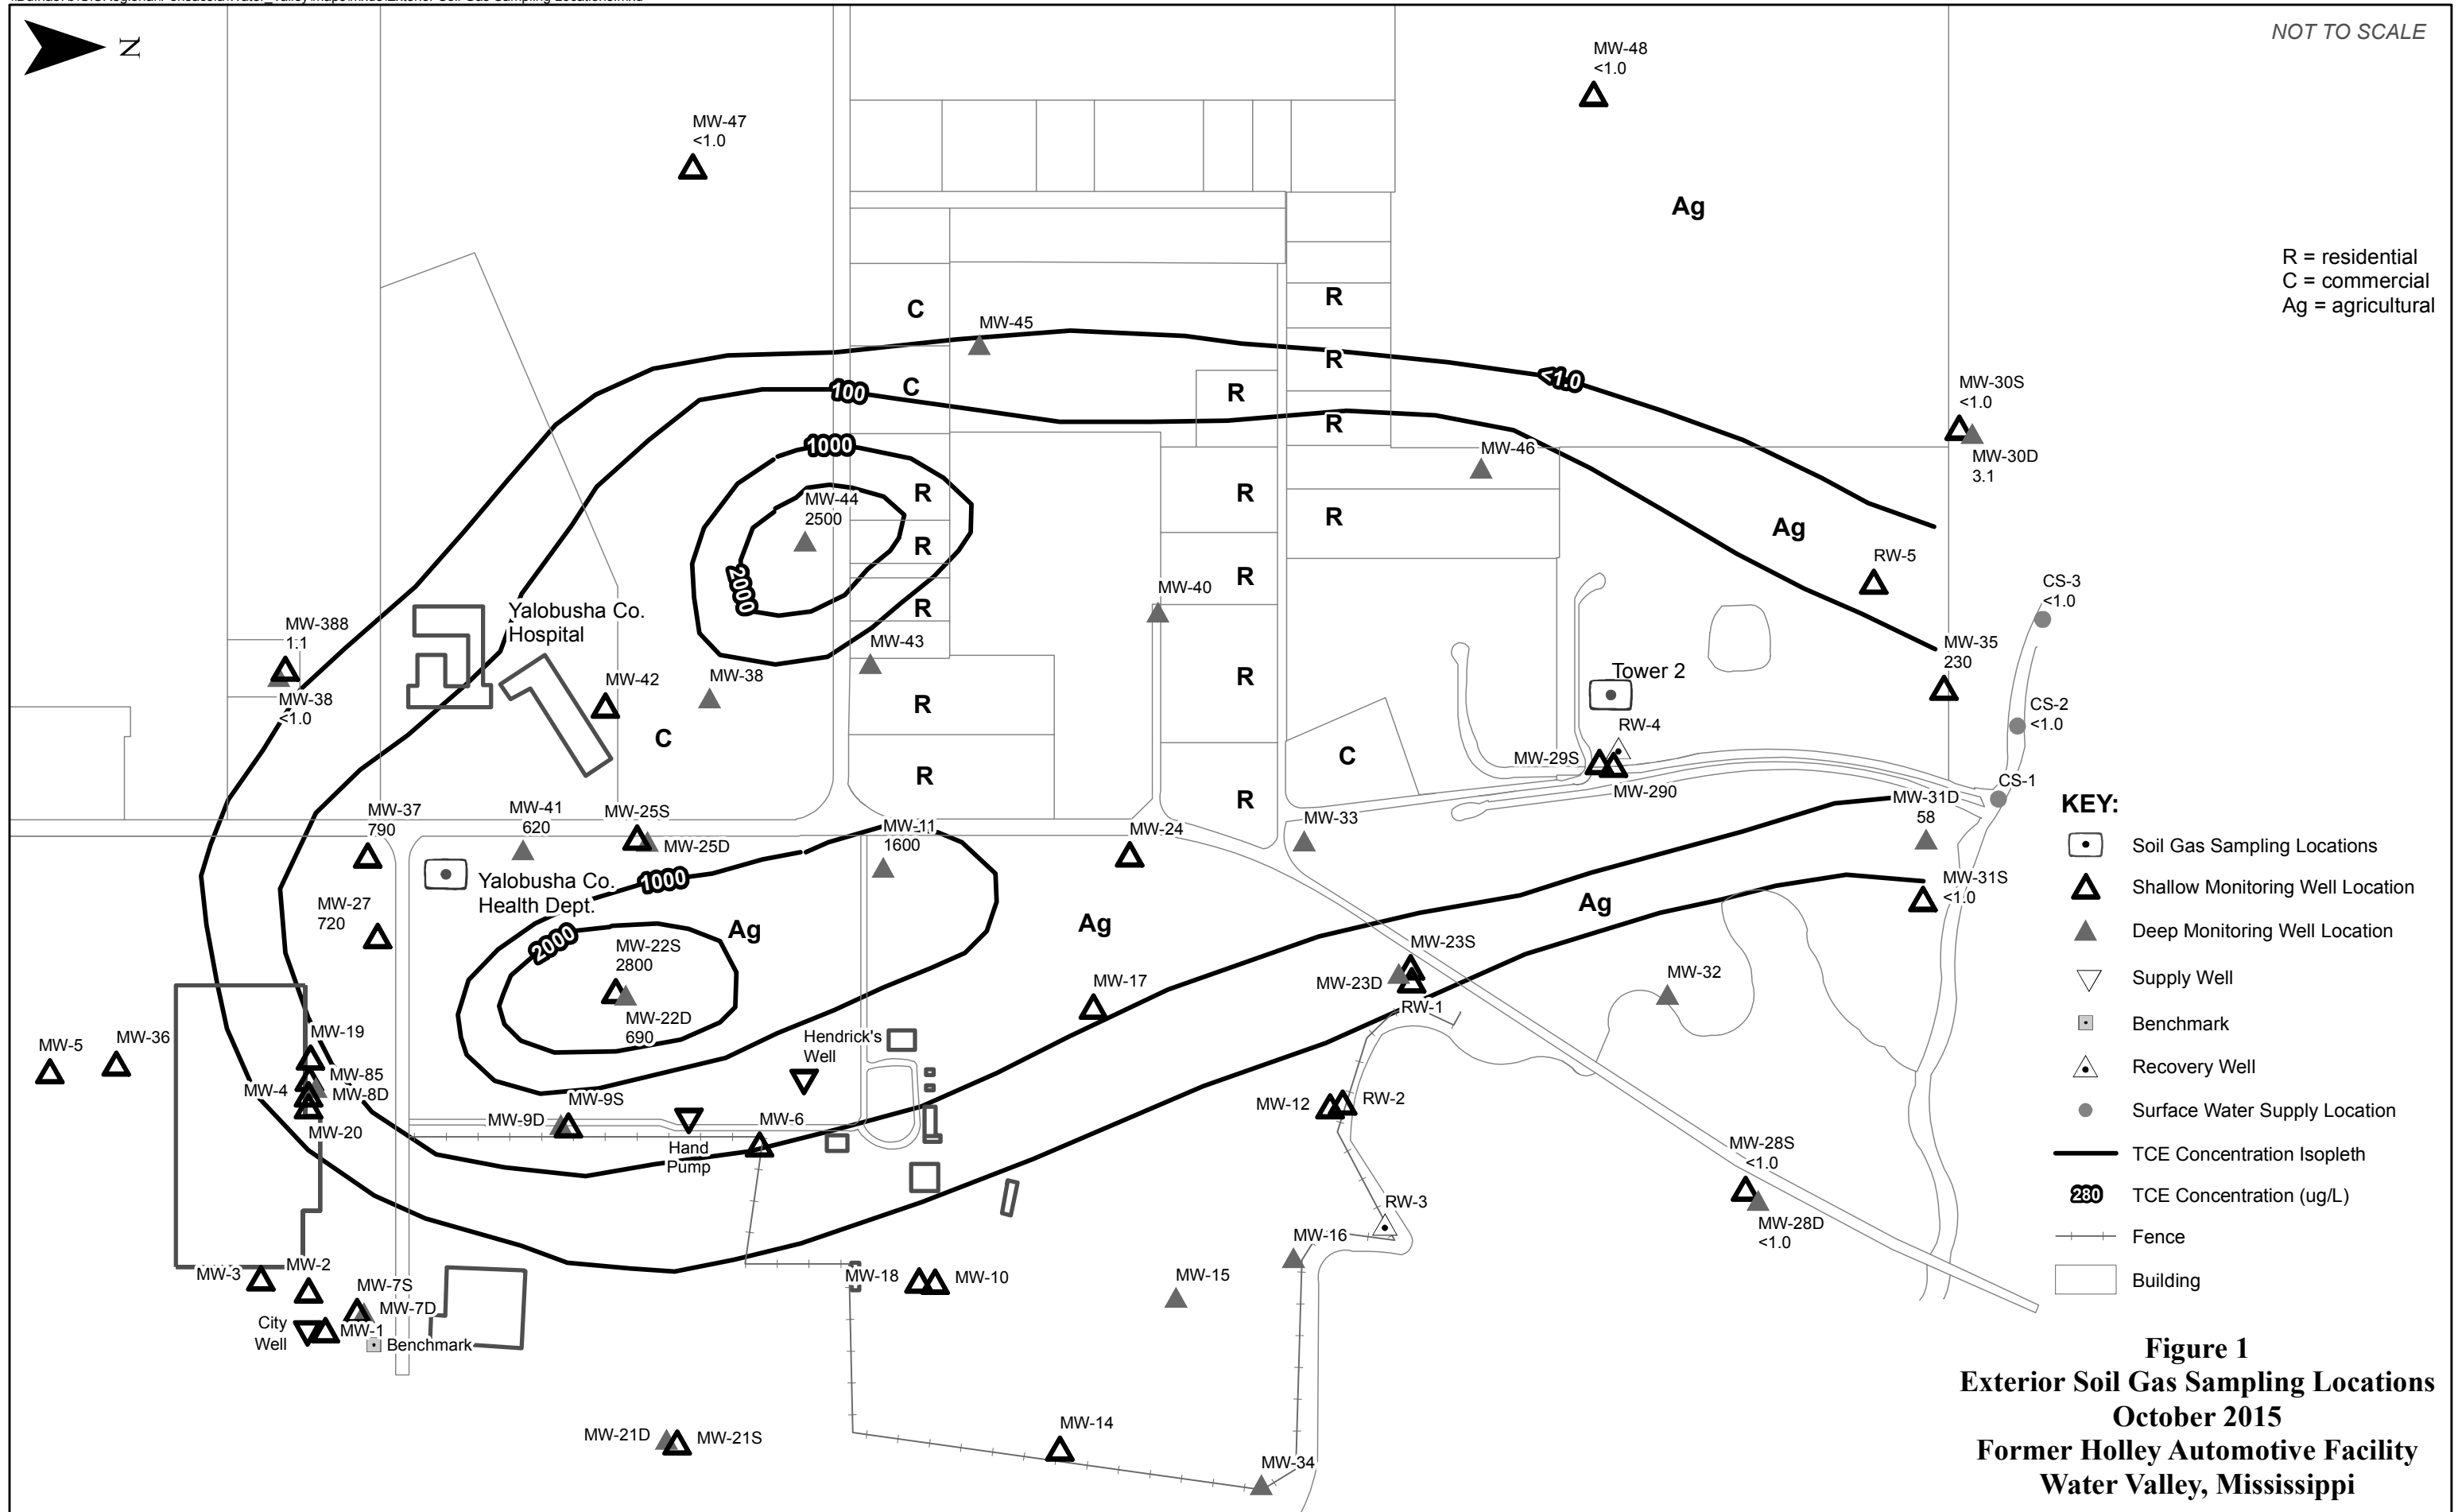 N
NOT TO SCALE
MW-48
<1.0
MW-47
<1.0
Ag
R = residential
C = commercial
Ag = agricultural
R
C
MW-45
R
<1.0
C
100
R
MW-30S
<1.0
R
1000
MW-46
MW-30D
3.1
MW-44
2500
R
R
R
Ag
R
2000
R
RW-5
CS-3
<1.0
MW-40
R
Yalobusha Co.
Hospital
MW-388
1.1
MW-43
MW-35
230
MW-42
MW-38
R
Tower 2
MW-38
<1.0
R
CS-2
<1.0
RW-4
C
C
MW-29S
R
CS-1
MW-290
R
MW-31D
58
KEY:
MW-37
790
MW-41
620
MW-25S
MW-25D
MW-11
1600
MW-24
MW-33
Soil Gas Sampling Locations
Yalobusha Co.
Health Dept.
1000
MW-31S
<1.0
Shallow Monitoring Well Location
MW-27
720
Ag
Ag
Ag
Deep Monitoring Well Location
2000
MW-22S
2800
MW-23S
MW-23D
RW-1
MW-17
MW-32
Supply Well
MW-22D
690
Benchmark
MW-5
MW-36
MW-19
Hendrick's
Well
Recovery Well
MW-4
MW-85
MW-8D
MW-20
MW-9D
MW-9S
MW-6
MW-12
RW-2
Surface Water Supply Location
Hand
Pump
MW-28S
<1.0
TCE Concentration Isopleth
280
TCE Concentration (ug/L)
RW-3
MW-28D
<1.0
MW-16
Fence
MW-3
MW-2
MW-18
MW-10
MW-15
Building
MW-7S
MW-7D
City
Well
MW-1
Benchmark
Figure 1
Exterior Soil Gas Sampling Locations
October 2015
Former Holley Automotive Facility
Water Valley, Mississippi
MW-21D
MW-21S
MW-14
MW-34